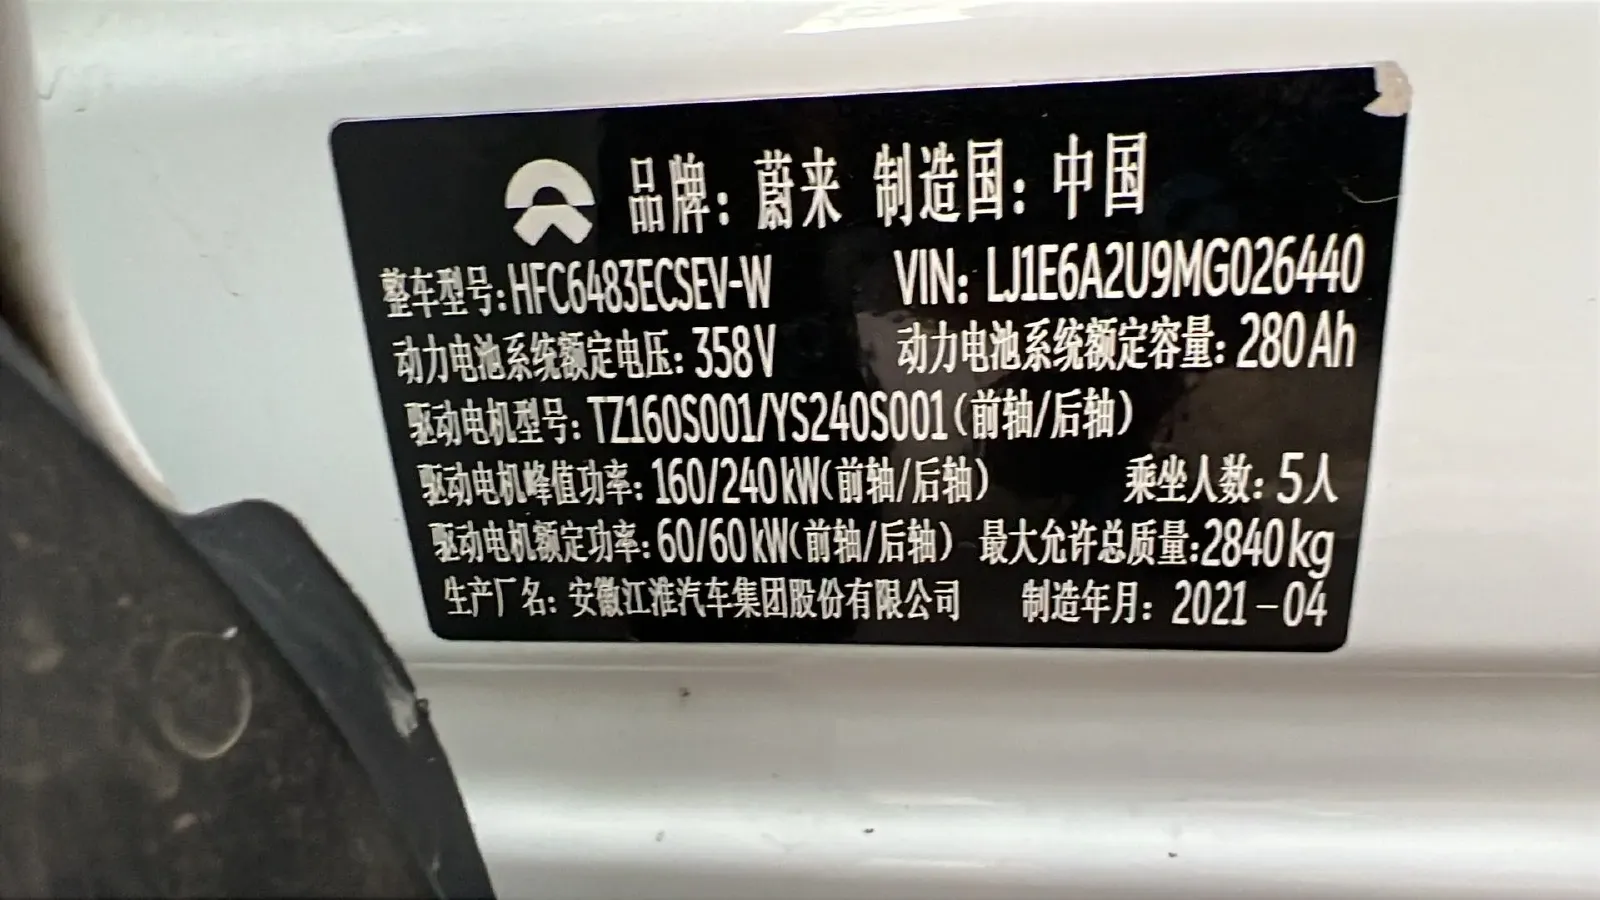 品牌：蔚来 制造国：中国
整车型号：HFC6483ECSEV-W VIN：LJ1E6A2U9MG026440
动力电池系统额定电压：358V 动力电池系统额定容量：280Ah
驱动电机型号：TZ160S001/YS240S001（前轴/后轴）
驱动电机峰值功率：160/240kW（前轴/后轴） 乘坐人数：5人
驱动电机额定功率：60/60kW（前轴/后轴） 最大允许总质量：2840kg
生产厂名：安徽江淮汽车集团股份有限公司 制造年月：2021-04